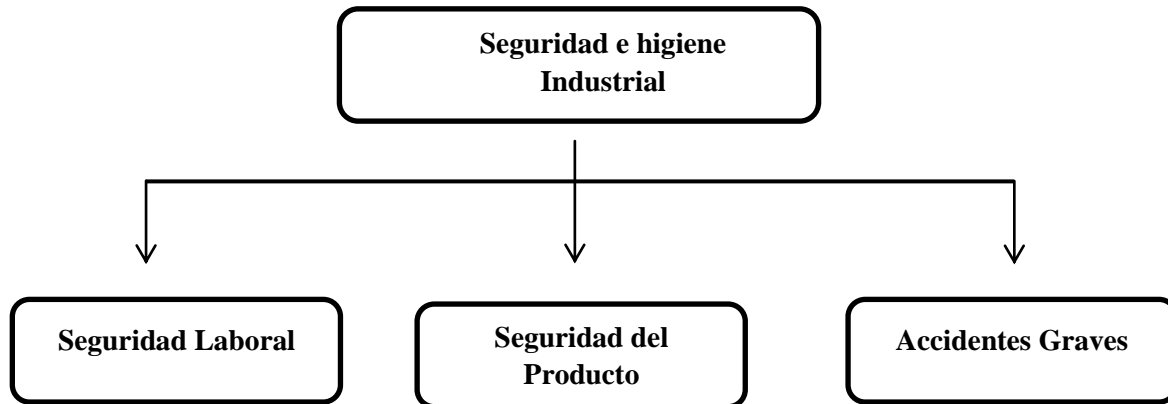 Seguridad e higiene
Industrial
Seguridad Laboral
Seguridad del
Producto
Accidentes Graves